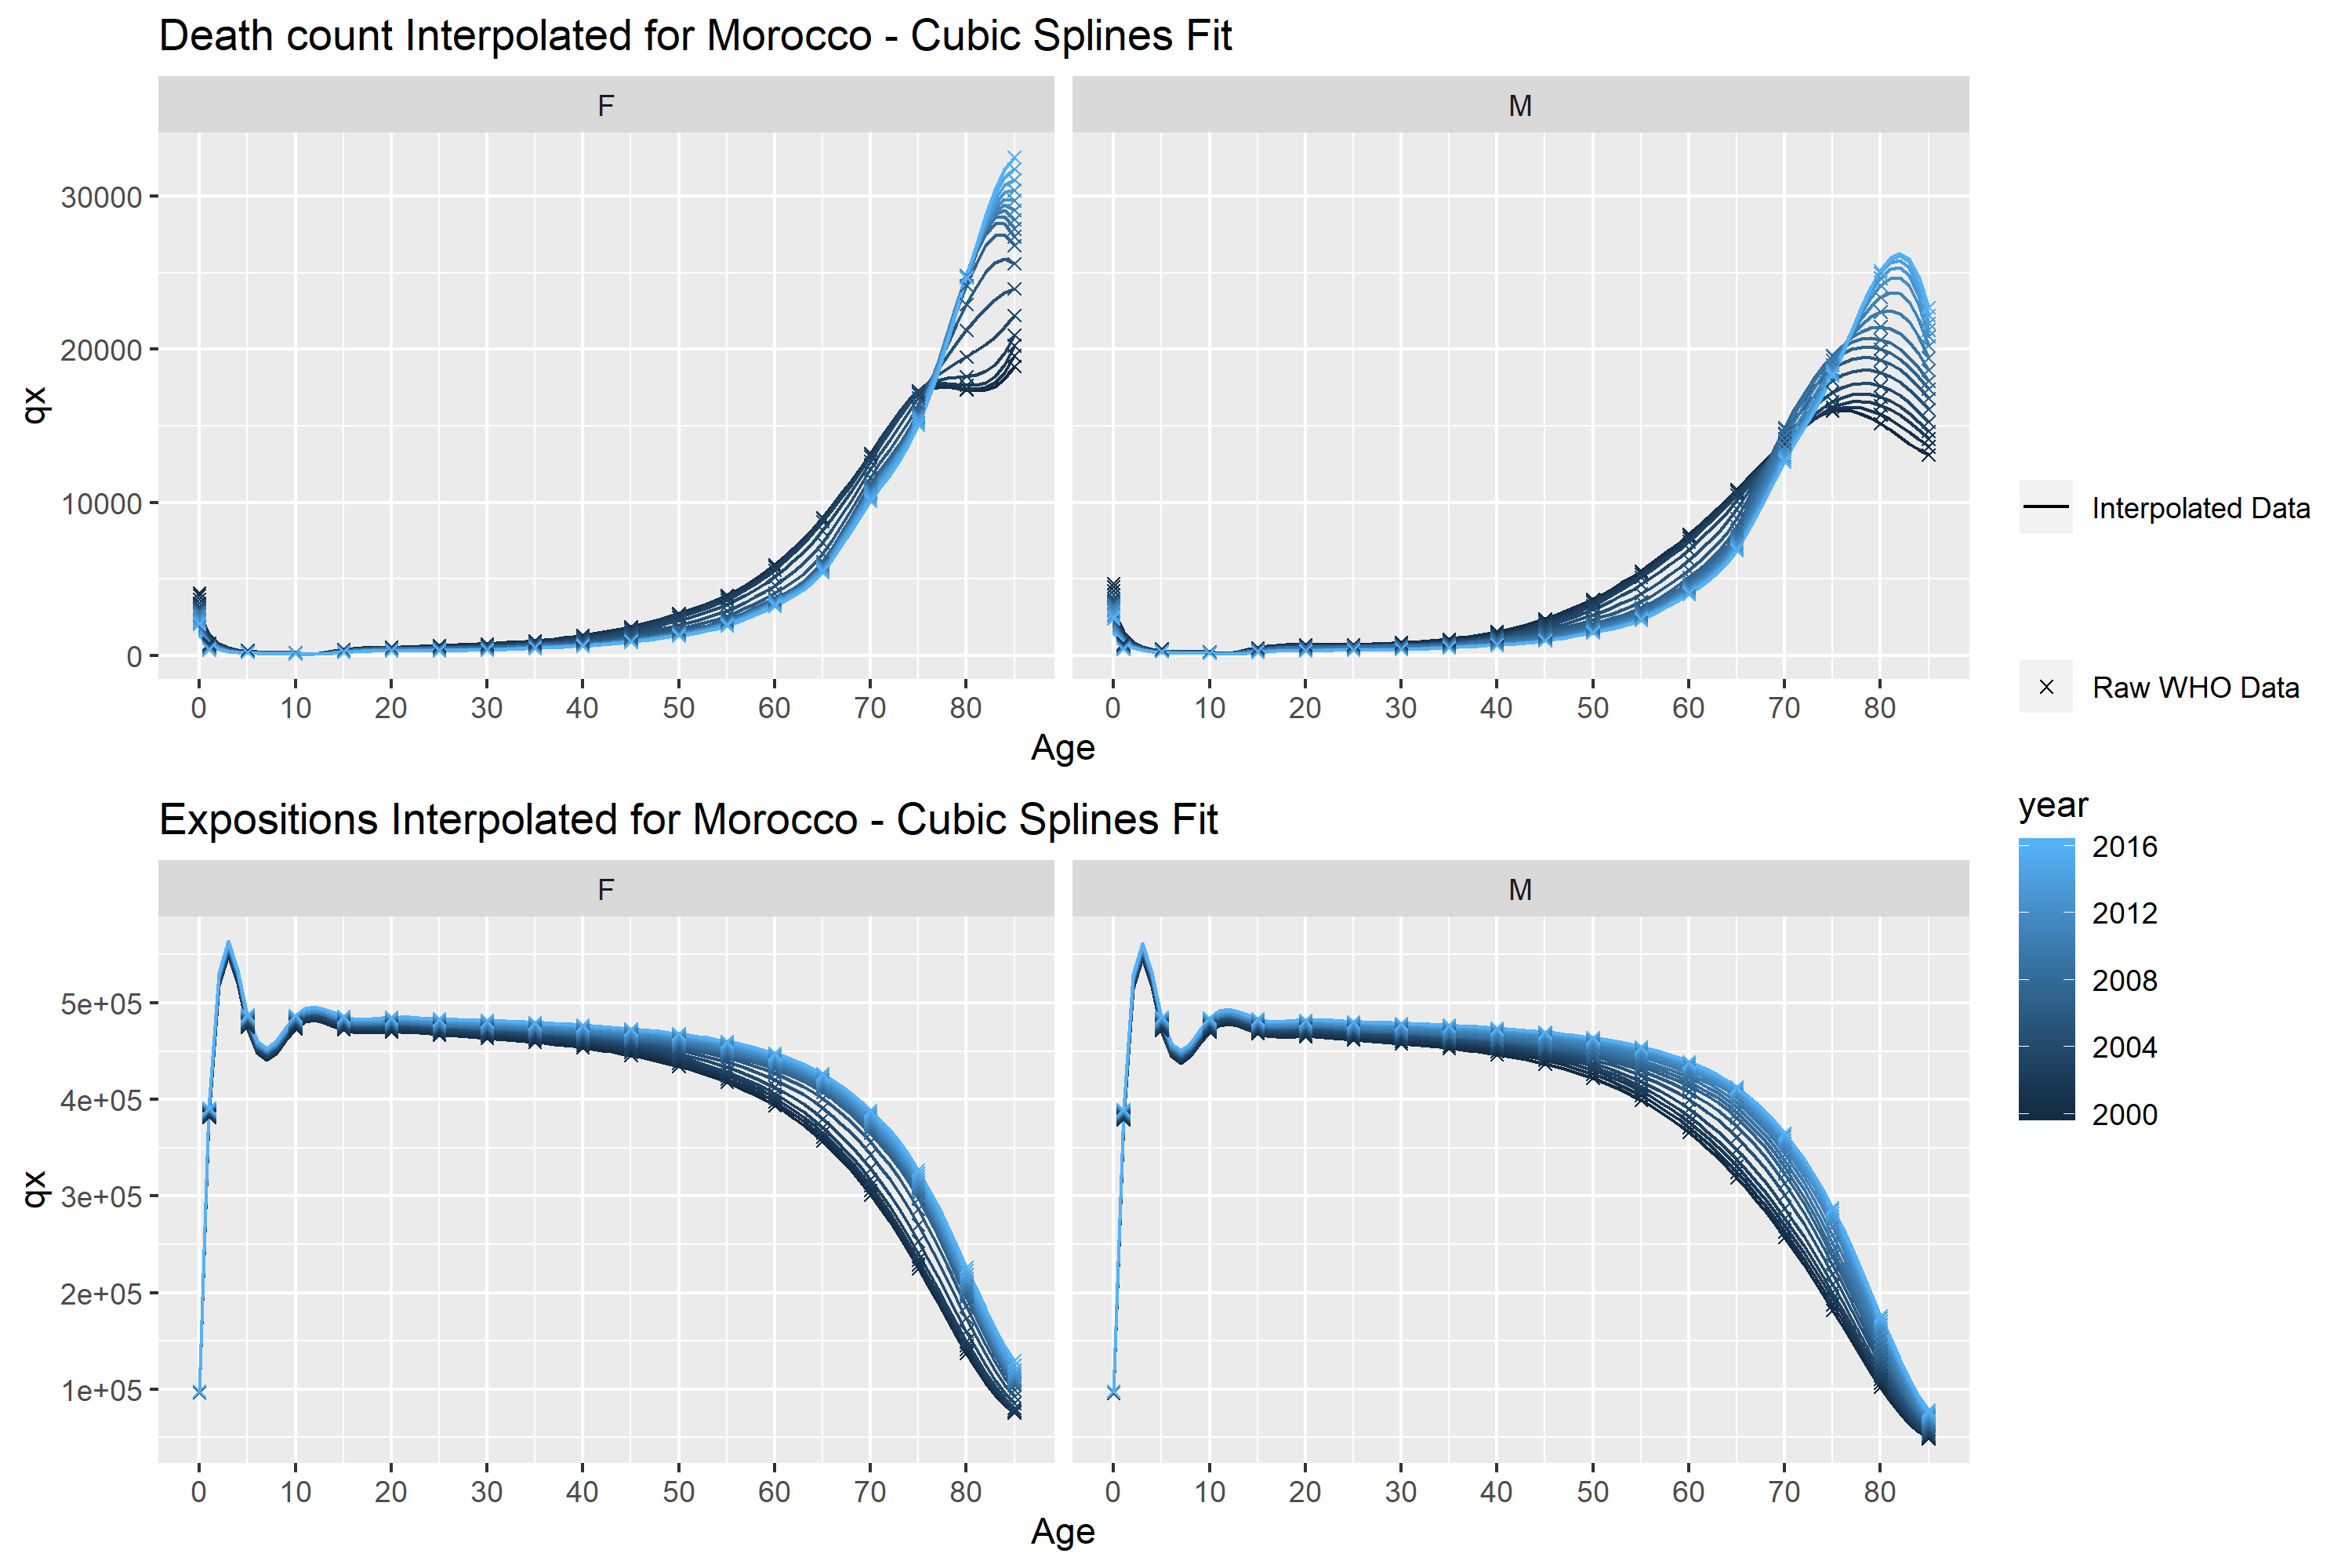 Death count Interpolated for Morocco - Cubic Splines Fit
F M
30000
20000
10000
0
qx
0 10 20 30 40 50 60 70 80 0 10 20 30 40 50 60 70 80
Age
Interpolated Data
Raw WHO Data
Expositions Interpolated for Morocco - Cubic Splines Fit
F M
5e+05
4e+05
3e+05
2e+05
1e+05
qx
0 10 20 30 40 50 60 70 80 0 10 20 30 40 50 60 70 80
Age
year
2016
2012
2008
2004
2000